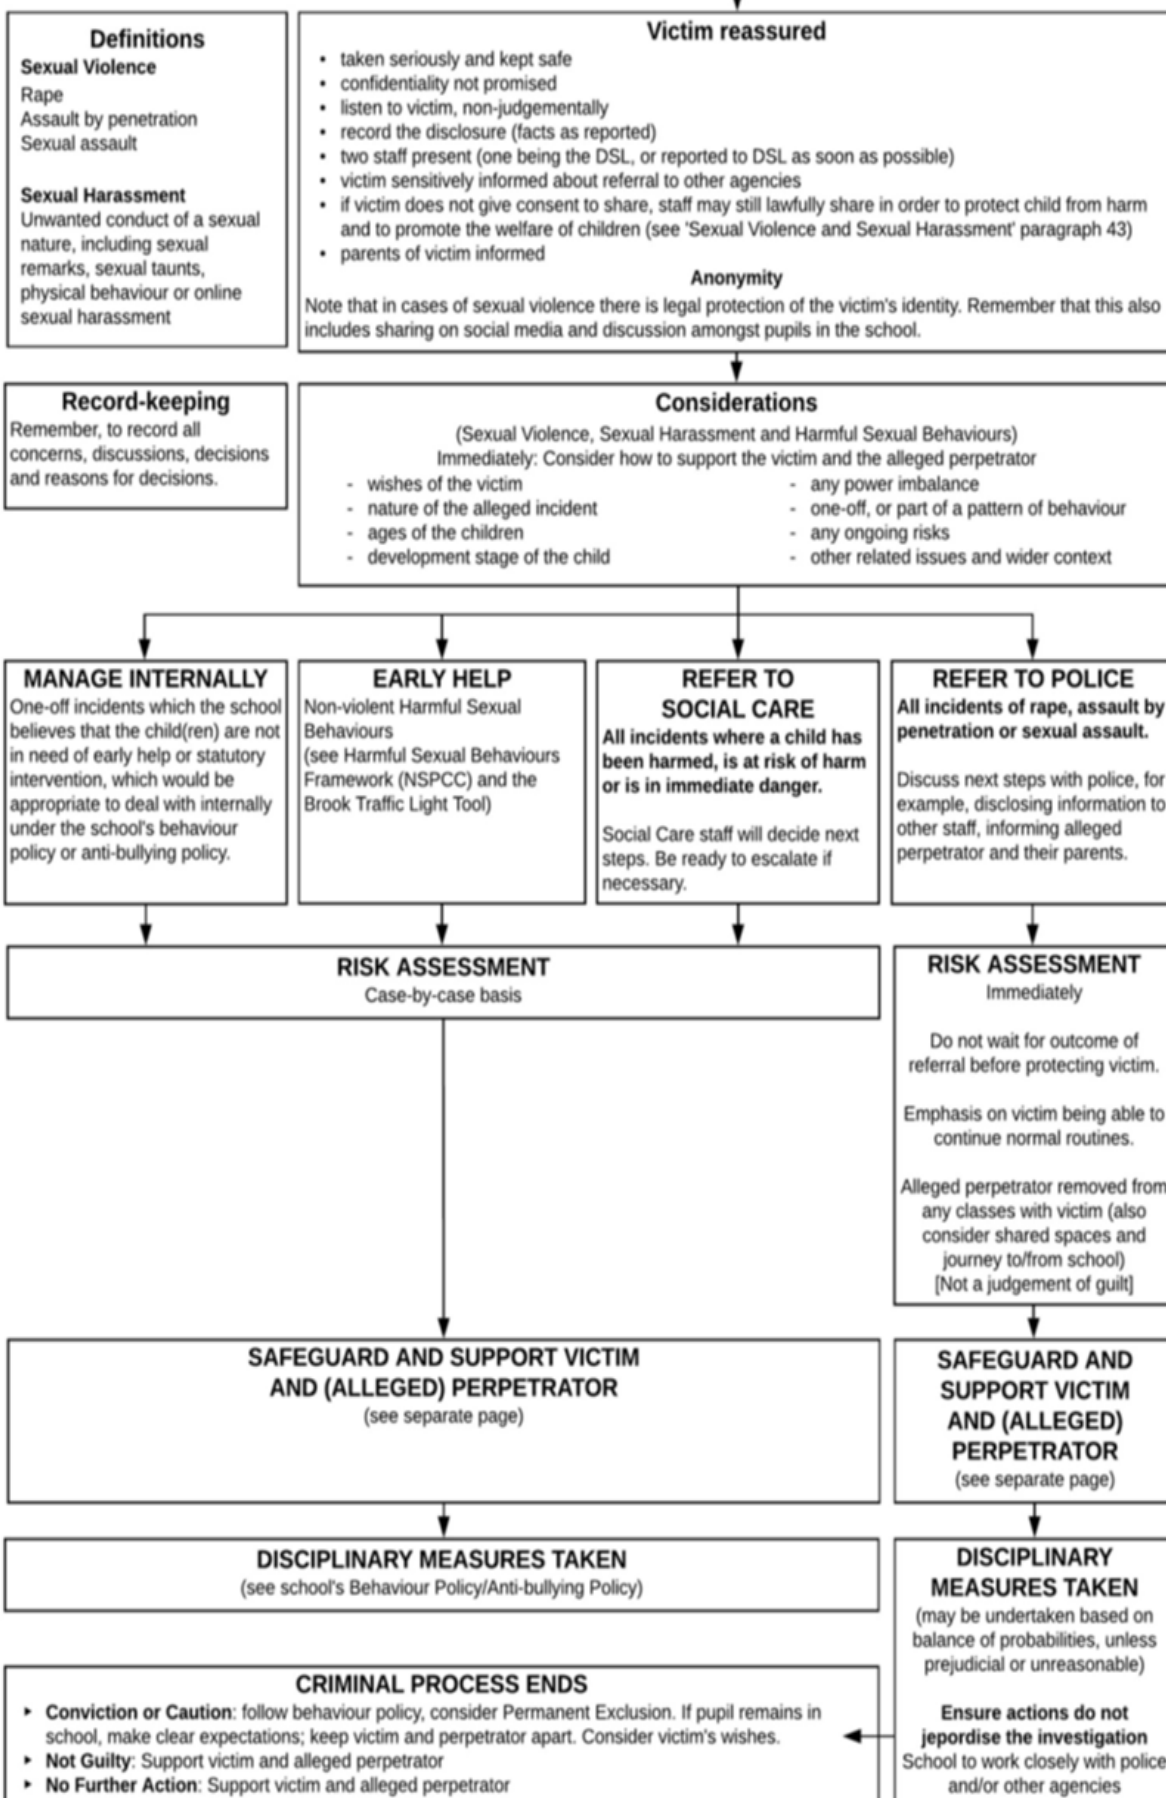 Definitions
Sexual Violence
Rape
Assault by penetration
Sexual assault
Sexual Harassment
Unwanted conduct of a sexual
nature, including sexual
remarks, sexual taunts,
physical behaviour or online
sexual harassment
Victim reassured
• taken seriously and kept safe
• confidentiality not promised
• listen to victim, non-judgementally
• record the disclosure (facts as reported)
• two staff present (one being the DSL, or reported to DSL as soon as possible)
• victim sensitively informed about referral to other agencies
• if victim does not give consent to share, staff may still lawfully share in order to protect child from harm
and to promote the welfare of children (see 'Sexual Violence and Sexual Harassment' paragraph 43)
• parents of victim informed
Anonymity
Note that in cases of sexual violence there is legal protection of the victim's identity. Remember that this also
includes sharing on social media and discussion amongst pupils in the school.
Record-keeping
Remember, to record all
concerns, discussions, decisions
and reasons for decisions.
Considerations
(Sexual Violence, Sexual Harassment and Harmful Sexual Behaviours)
Immediately: Consider how to support the victim and the alleged perpetrator
- wishes of the victim
- nature of the alleged incident
- ages of the children
- development stage of the child
- any power imbalance
- one-off, or part of a pattern of behaviour
- any ongoing risks
- other related issues and wider context
MANAGE INTERNALLY
One-off incidents which the school
believes that the child(ren) are not
in need of early help or statutory
intervention, which would be
appropriate to deal with internally
under the school's behaviour
policy or anti-bullying policy.
EARLY HELP
Non-violent Harmful Sexual
Behaviours
(see Harmful Sexual Behaviours
Framework (NSPCC) and the
Brook Traffic Light Tool)
REFER TO
SOCIAL CARE
All incidents where a child has
been harmed, is at risk of harm
or is in immediate danger.
Social Care staff will decide next
steps. Be ready to escalate if
necessary.
REFER TO POLICE
All incidents of rape, assault by
penetration or sexual assault.
Discuss next steps with police, for
example, disclosing information to
other staff, informing alleged
perpetrator and their parents.
RISK ASSESSMENT
Case-by-case basis
RISK ASSESSMENT
Immediately
Do not wait for outcome of
referral before protecting victim.
Emphasis on victim being able to
continue normal routines.
Alleged perpetrator removed from
any classes with victim (also
consider shared spaces and
journey to/from school)
[Not a judgement of guilt]
SAFEGUARD AND SUPPORT VICTIM
AND (ALLEGED) PERPETRATOR
(see separate page)
SAFEGUARD AND
SUPPORT VICTIM
AND (ALLEGED)
PERPETRATOR
(see separate page)
DISCIPLINARY MEASURES TAKEN
(see school's Behaviour Policy/Anti-bullying Policy)
DISCIPLINARY
MEASURES TAKEN
(may be undertaken based on
balance of probabilities, unless
prejudicial or unreasonable)
Ensure actions do not
jepordise the investigation
School to work closely with police
and/or other agencies
CRIMINAL PROCESS ENDS
‣ Conviction or Caution: follow behaviour policy, consider Permanent Exclusion. If pupil remains in
school, make clear expectations; keep victim and perpetrator apart. Consider victim's wishes.
‣ Not Guilty: Support victim and alleged perpetrator
‣ No Further Action: Support victim and alleged perpetrator